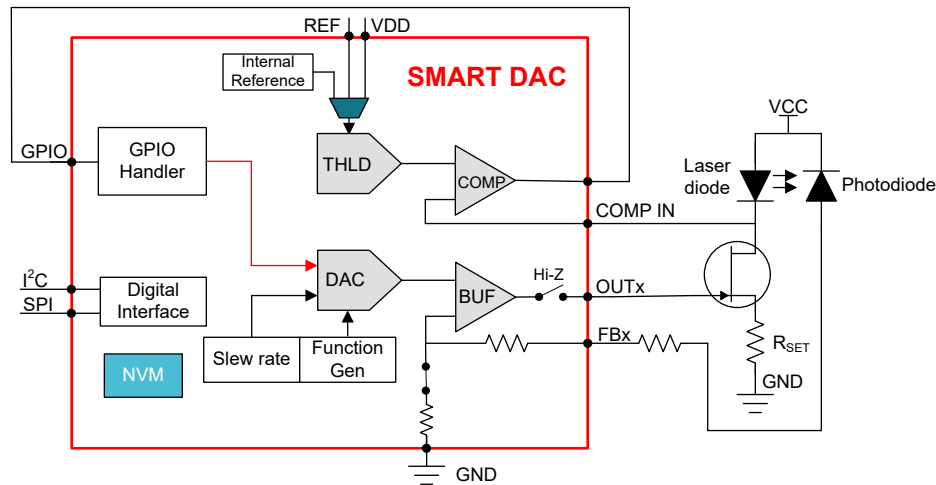 REF
VDD
Internal
Reference
SMART DAC
VCC
GPIO
GPIO
Handler
THLD
COMP
Laser
diode
Photodiode
COMP IN
I²C
SPI
Digital
Interface
DAC
BUF
Hi-Z
OUTx
Slew rate
Function
Gen
FBx
R_SET
NVM
GND
GND